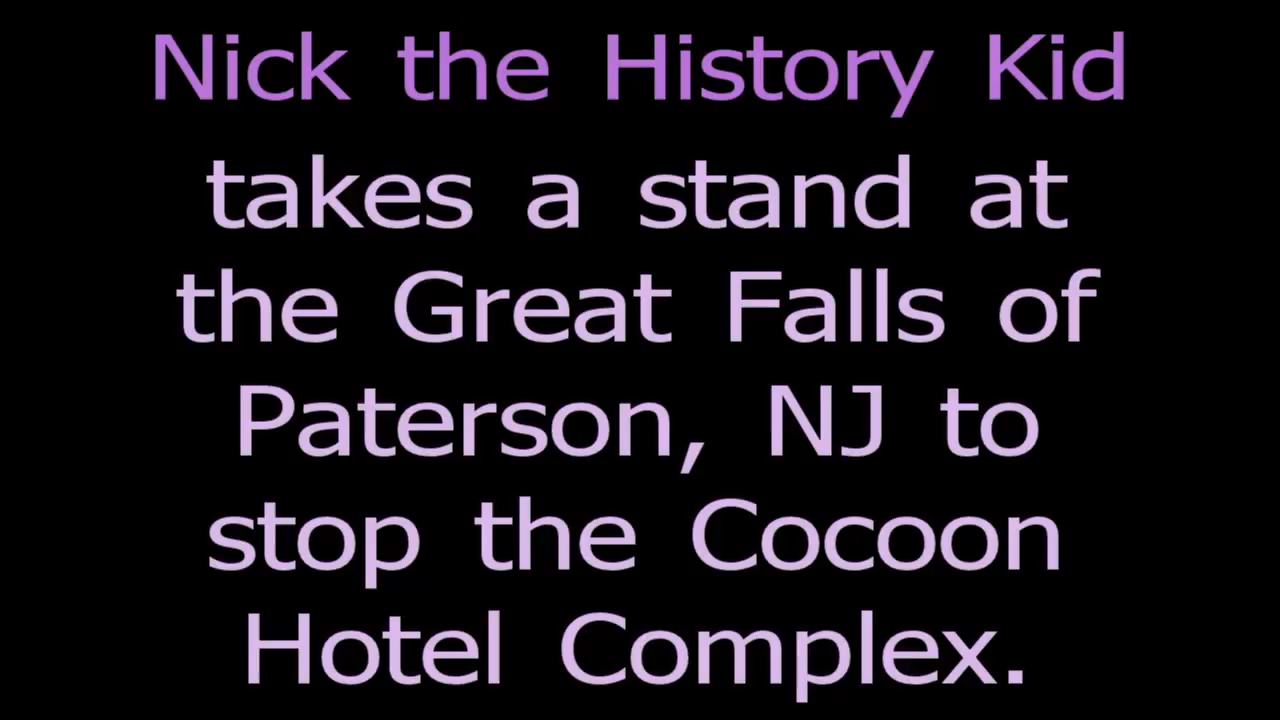 Nick the History Kid
takes a stand at
the Great Falls of
Paterson, NJ to
stop the Cocoon
Hotel Complex.